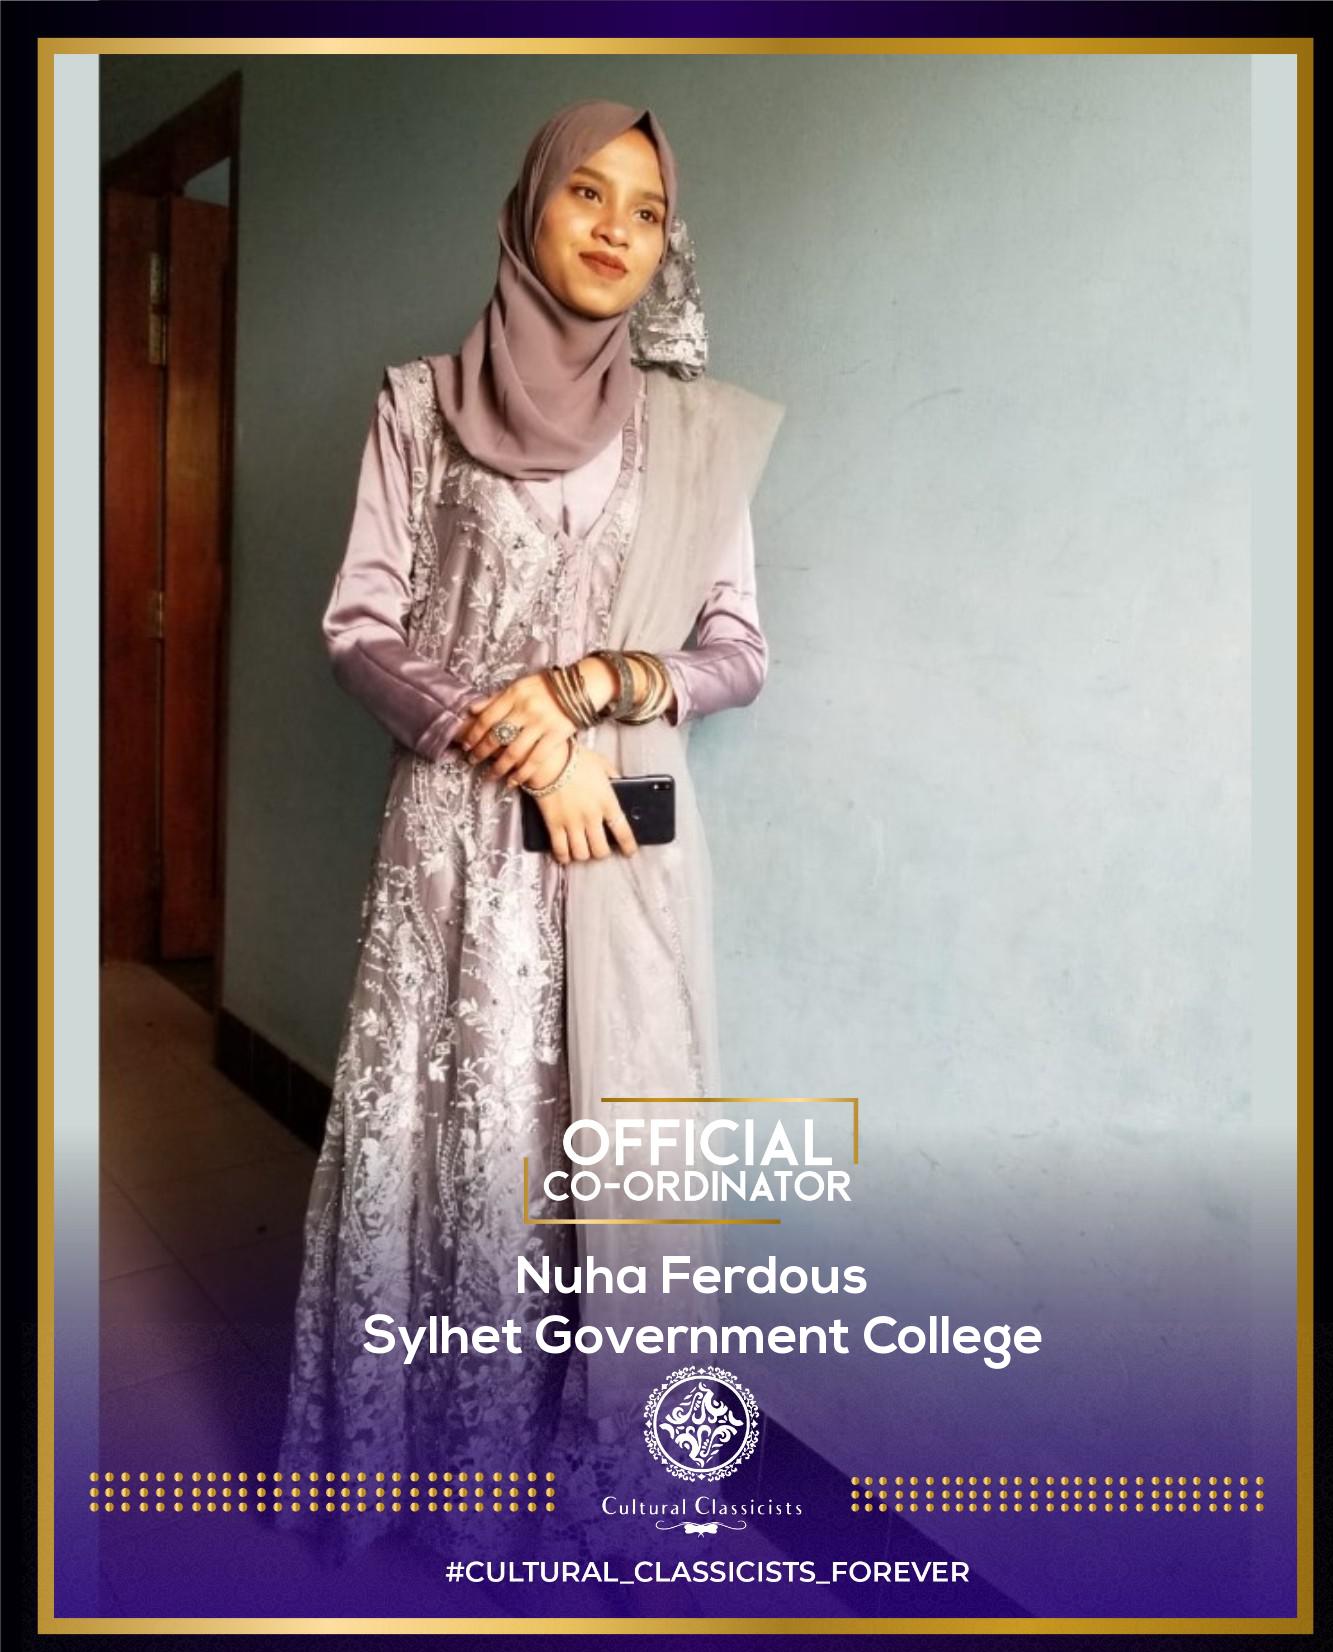 OFFICIAL
CO-ORDINATOR
Nuha Ferdous
Sylhet Government College
Cultural Classicists
#CULTURAL_CLASSICISTS_FOREVER